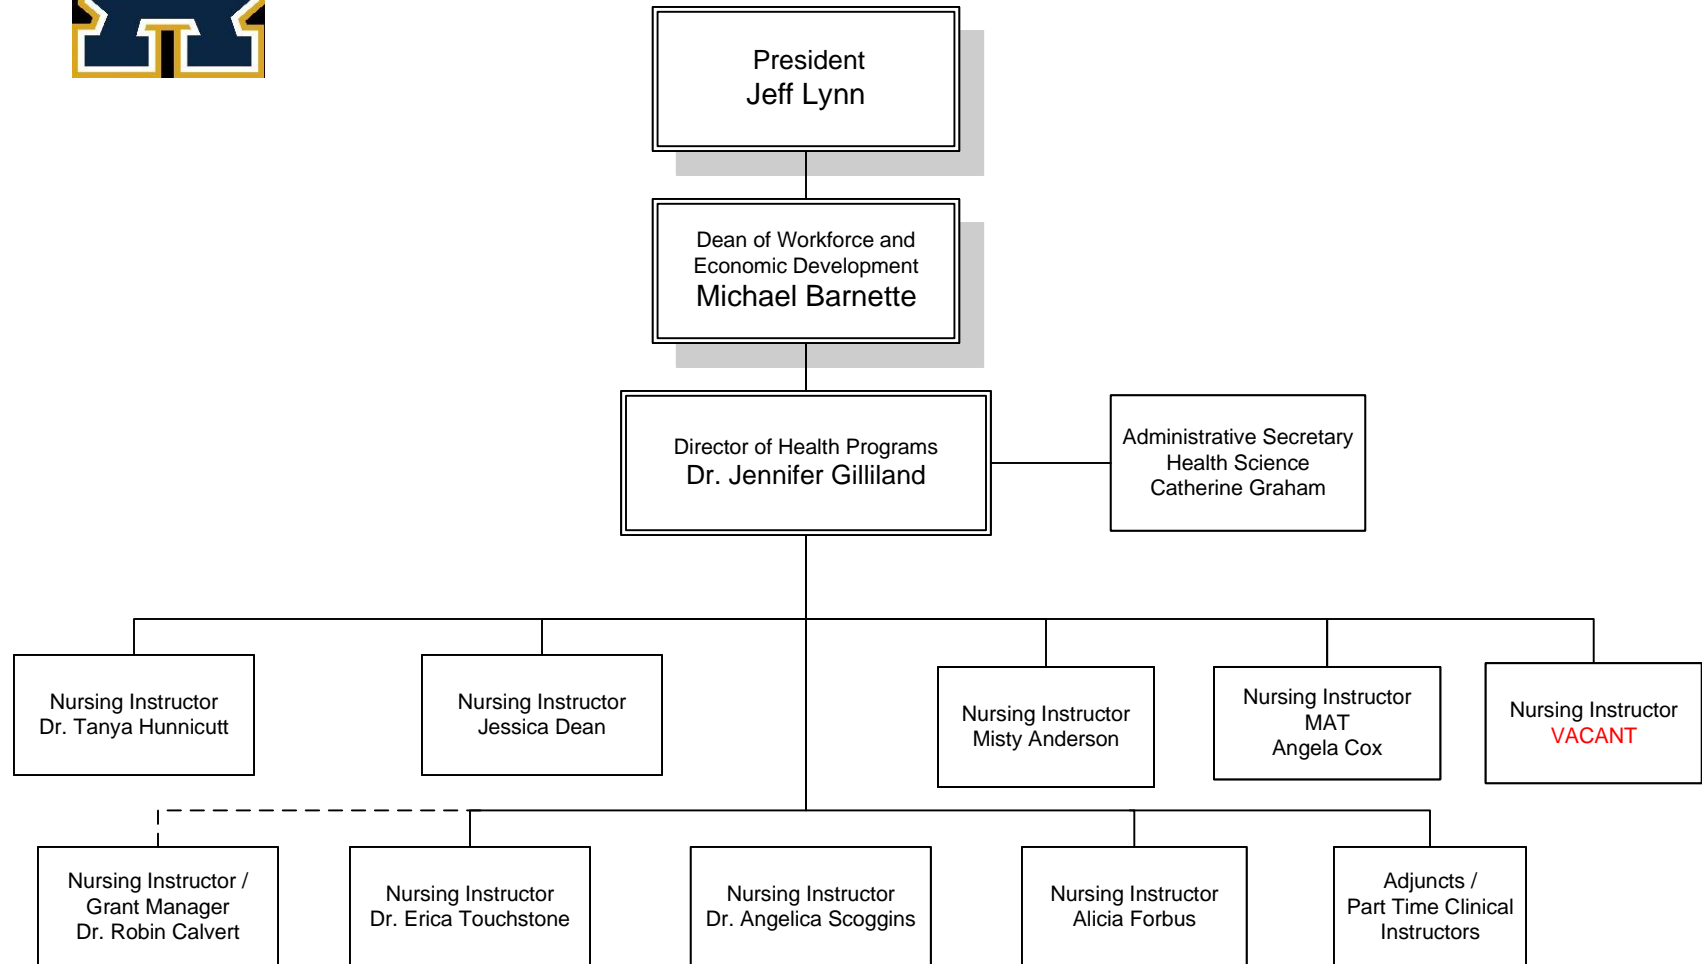 President
Jeff Lynn
Dean of Workforce and
Economic Development
Michael Barnette
Director of Health Programs
Dr. Jennifer Gilliland
Administrative Secretary
Health Science
Catherine Graham
Nursing Instructor
Dr. Tanya Hunnicutt
Nursing Instructor
Jessica Dean
Nursing Instructor
Misty Anderson
Nursing Instructor
MAT
Angela Cox
Nursing Instructor
VACANT
Nursing Instructor /
Grant Manager
Dr. Robin Calvert
Nursing Instructor
Dr. Erica Touchstone
Nursing Instructor
Dr. Angelica Scoggins
Nursing Instructor
Alicia Forbus
Adjuncts /
Part Time Clinical
Instructors